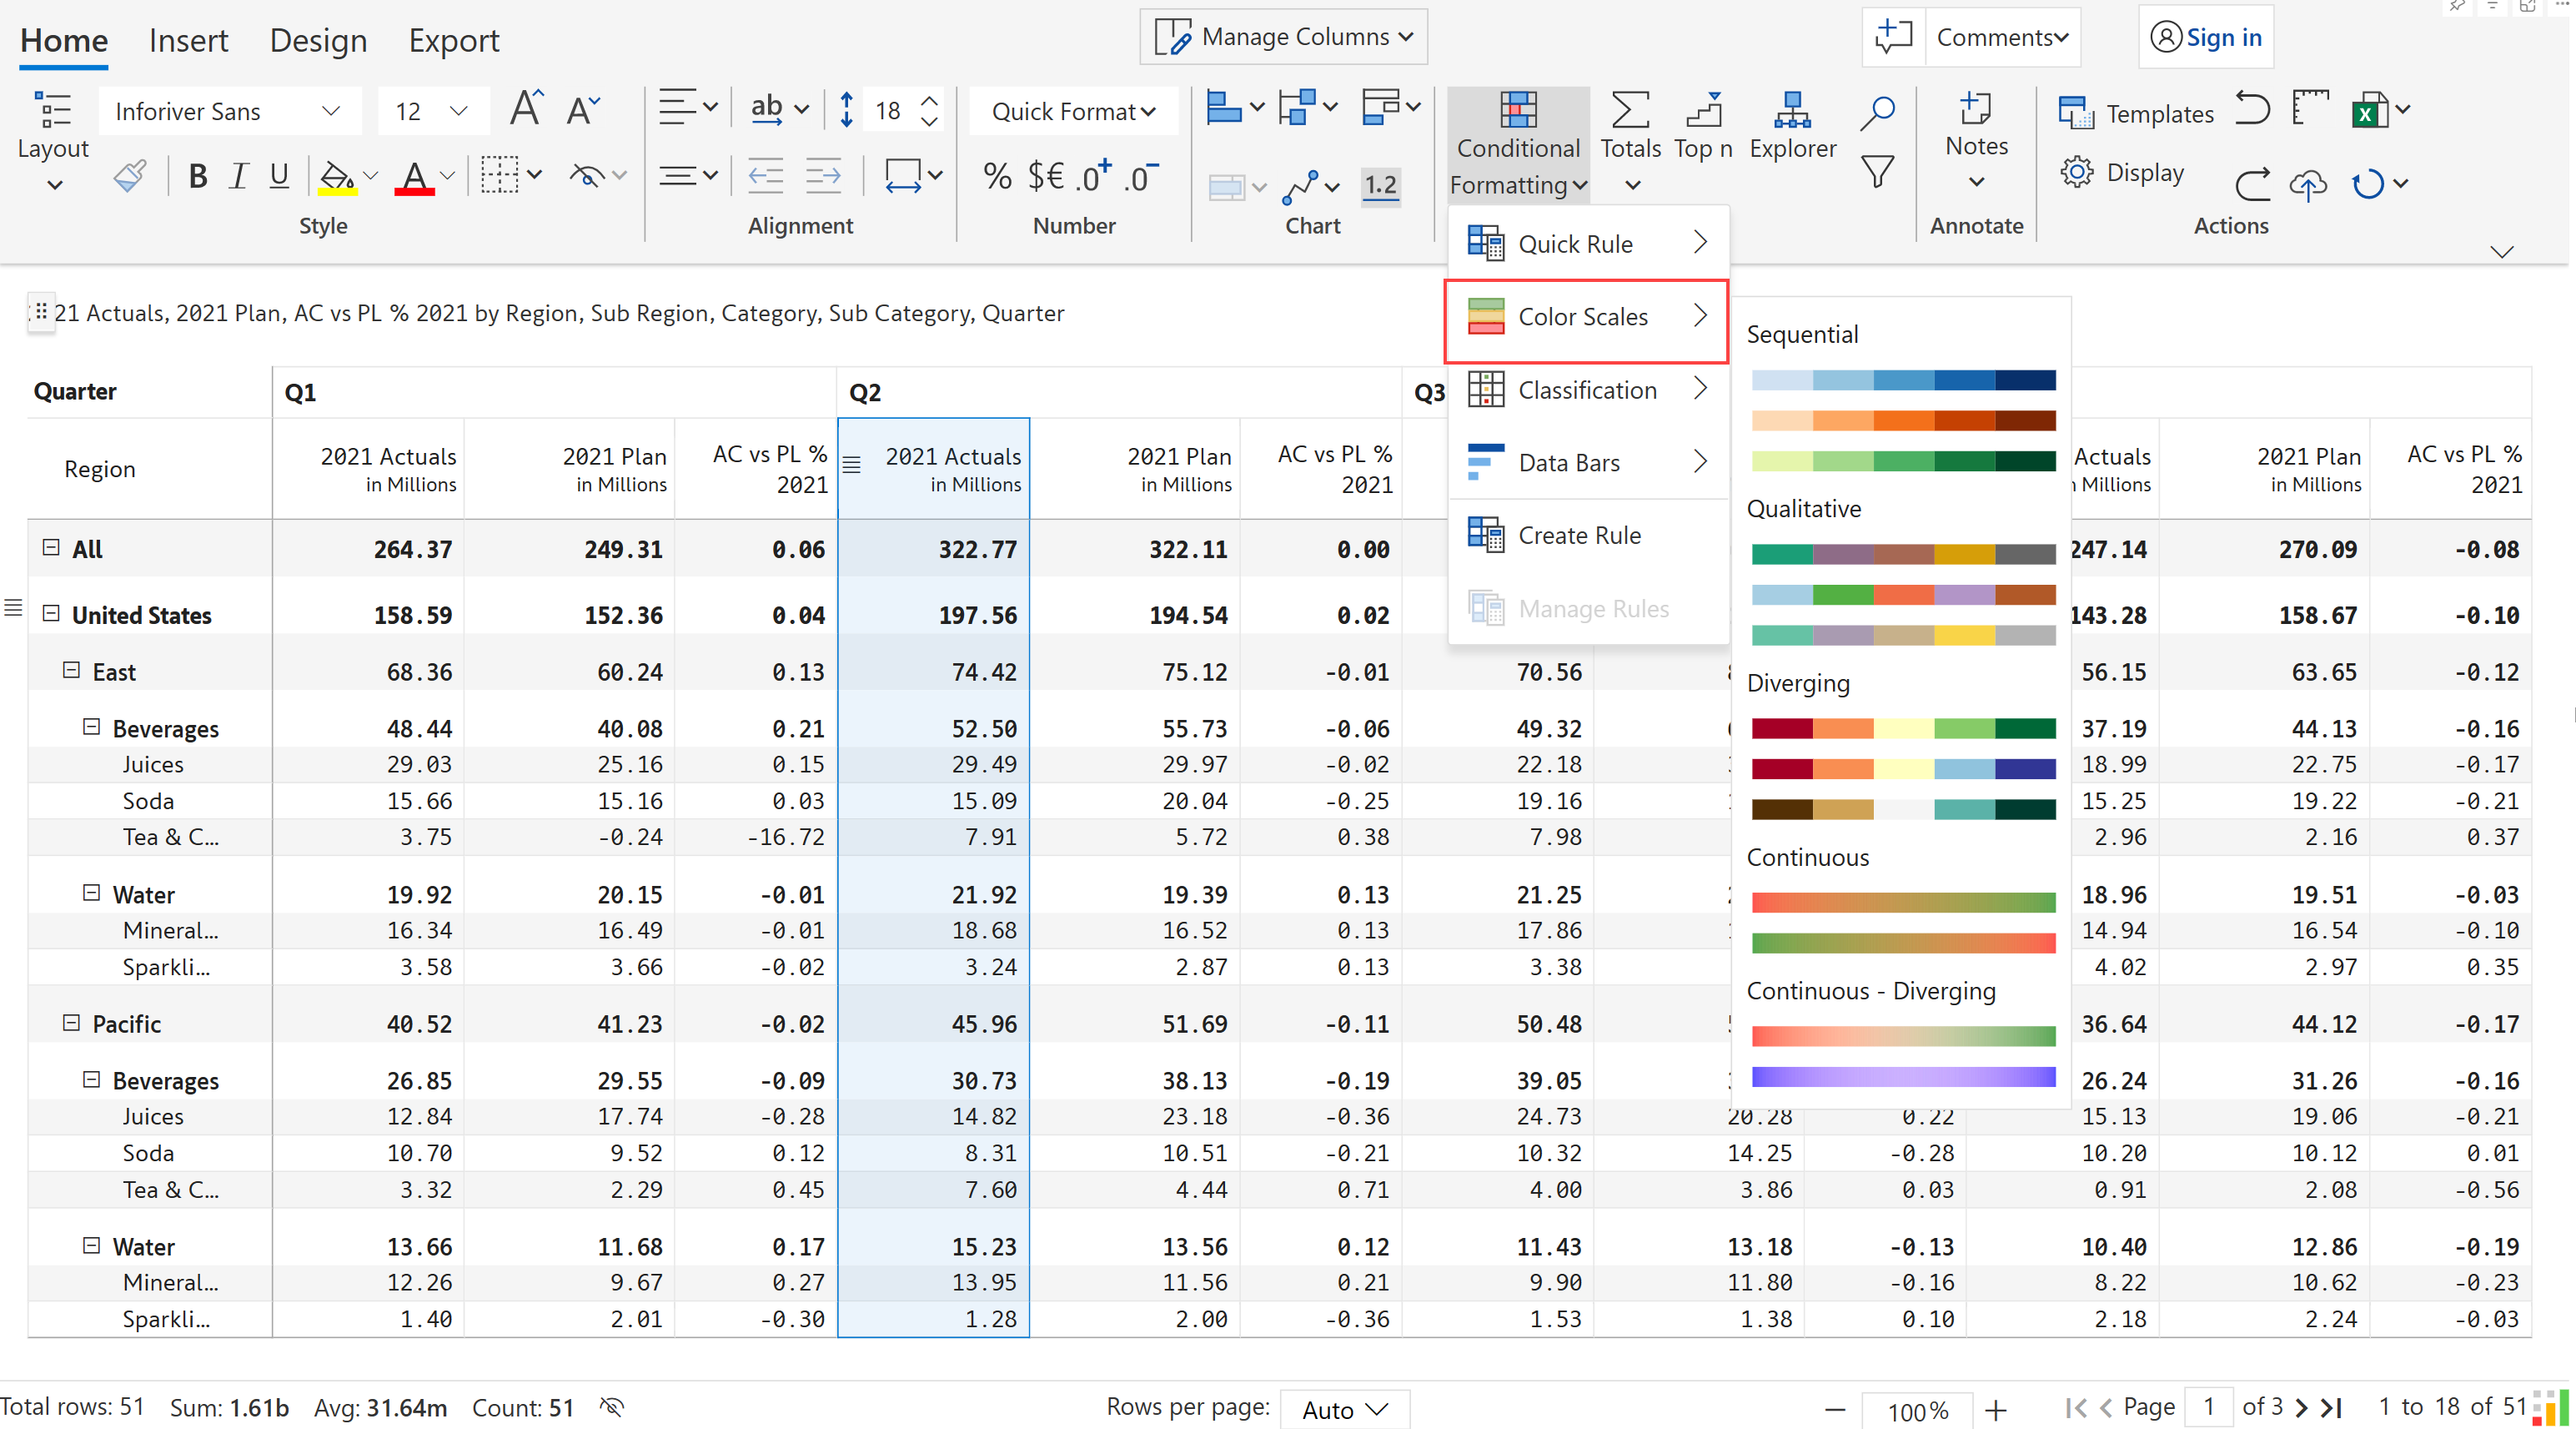 Home Insert Design Export Manage Columns Comments Sign in
Inforiver Sans 12 18 Quick Format Templates
Layout Conditional Totals Top n Explorer Notes
Formatting Display
B I U A % $€ .0+ .0- 1.2
Style Alignment Number Chart Annotate Actions
Quick Rule
Color Scales
Classification
Data Bars
Create Rule
Manage Rules
Sequential
Qualitative
Diverging
Continuous
Continuous - Diverging
21 Actuals, 2021 Plan, AC vs PL % 2021 by Region, Sub Region, Category, Sub Category, Quarter
Quarter Q1 Q2 Q3
Region 2021 Actuals 2021 Plan AC vs PL % 2021 Actuals 2021 Plan AC vs PL % Actuals 2021 Plan AC vs PL %
in Millions in Millions 2021 in Millions in Millions 2021 Millions in Millions 2021
All 264.37 249.31 0.06 322.77 322.11 0.00 247.14 270.09 -0.08
United States 158.59 152.36 0.04 197.56 194.54 0.02 143.28 158.67 -0.10
East 68.36 60.24 0.13 74.42 75.12 -0.01 70.56 56.15 63.65 -0.12
Beverages 48.44 40.08 0.21 52.50 55.73 -0.06 49.32 37.19 44.13 -0.16
Juices 29.03 25.16 0.15 29.49 29.97 -0.02 22.18 18.99 22.75 -0.17
Soda 15.66 15.16 0.03 15.09 20.04 -0.25 19.16 15.25 19.22 -0.21
Tea & C... 3.75 -0.24 -16.72 7.91 5.72 0.38 7.98 2.96 2.16 0.37
Water 19.92 20.15 -0.01 21.92 19.39 0.13 21.25 18.96 19.51 -0.03
Mineral... 16.34 16.49 -0.01 18.68 16.52 0.13 17.86 14.94 16.54 -0.10
Sparkli... 3.58 3.66 -0.02 3.24 2.87 0.13 3.38 4.02 2.97 0.35
Pacific 40.52 41.23 -0.02 45.96 51.69 -0.11 50.48 36.64 44.12 -0.17
Beverages 26.85 29.55 -0.09 30.73 38.13 -0.19 39.05 26.24 31.26 -0.16
Juices 12.84 17.74 -0.28 14.82 23.18 -0.36 24.73 20.28 0.22 15.13 19.06 -0.21
Soda 10.70 9.52 0.12 8.31 10.51 -0.21 10.32 14.25 -0.28 10.20 10.12 0.01
Tea & C... 3.32 2.29 0.45 7.60 4.44 0.71 4.00 3.86 0.03 0.91 2.08 -0.56
Water 13.66 11.68 0.17 15.23 13.56 0.12 11.43 13.18 -0.13 10.40 12.86 -0.19
Mineral... 12.26 9.67 0.27 13.95 11.56 0.21 9.90 11.80 -0.16 8.22 10.62 -0.23
Sparkli... 1.40 2.01 -0.30 1.28 2.00 -0.36 1.53 1.38 0.10 2.18 2.24 -0.03
Total rows: 51 Sum: 1.61b Avg: 31.64m Count: 51 Rows per page: Auto 100% Page 1 of 3 1 to 18 of 51